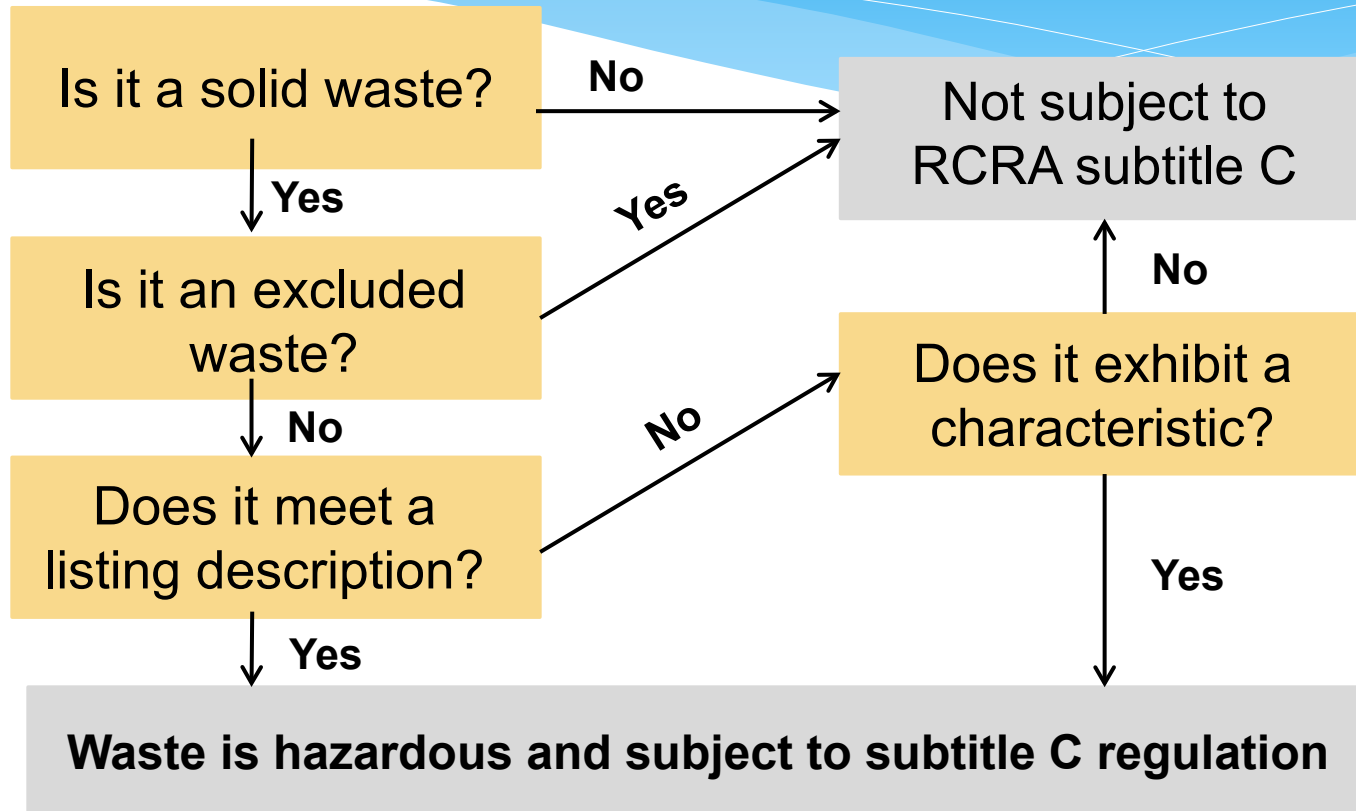 Is it a solid waste?
No
Not subject to
RCRA subtitle C
Yes
Yes
Is it an excluded
waste?
No
No
Does it exhibit a
characteristic?
No
Does it meet a
listing description?
Yes
Yes
Waste is hazardous and subject to subtitle C regulation